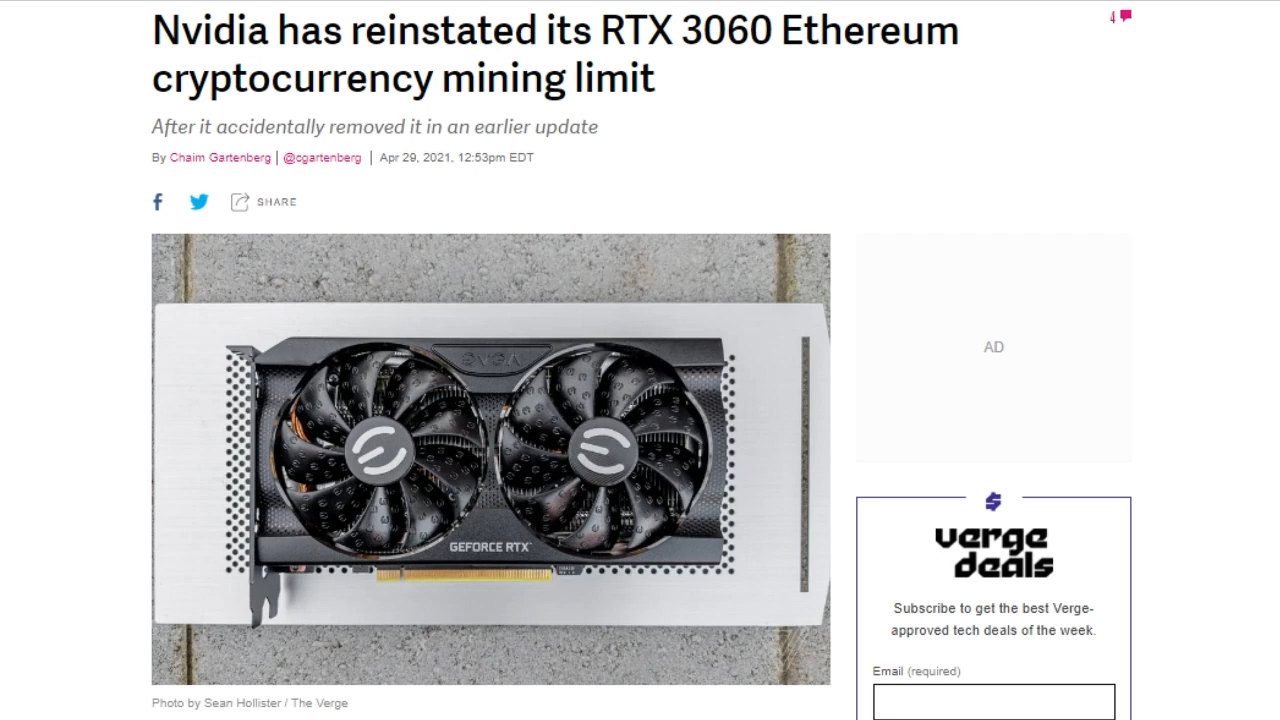 Nvidia has reinstated its RTX 3060 Ethereum
cryptocurrency mining limit
4
After it accidentally removed it in an earlier update
By Chaim Gartenberg | @cgartenberg | Apr 29, 2021, 12:53pm EDT
SHARE
EVGA
GEFORCE RTX
Photo by Sean Hollister / The Verge
AD
verge
deals
Subscribe to get the best Verge-
approved tech deals of the week.
Email (required)